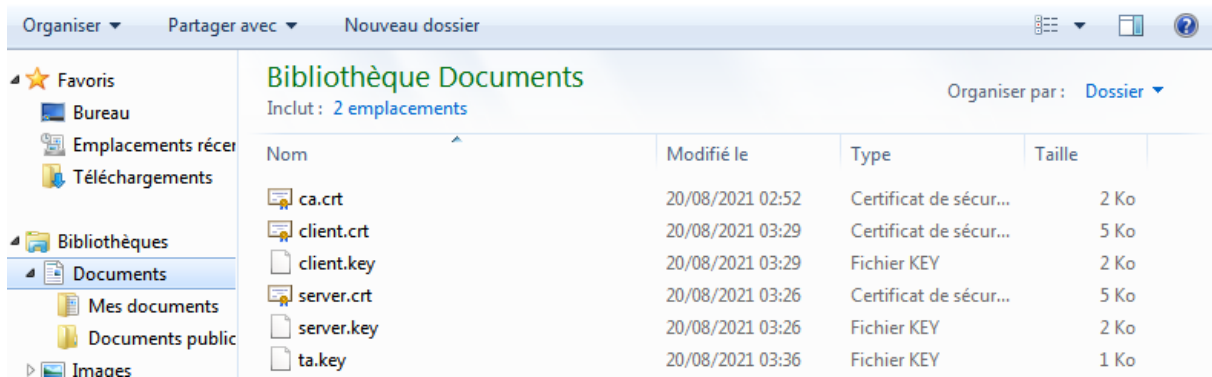 Organiser Partager avec Nouveau dossier
Favoris
Bureau
Emplacements récer
Téléchargements
Bibliothèques
Documents
Mes documents
Documents public
Images
Bibliothèque Documents
Inclut : 2 emplacements
Organiser par : Dossier
Nom Modifié le Type Taille
ca.crt 20/08/2021 02:52 Certificat de sécur... 2 Ko
client.crt 20/08/2021 03:29 Certificat de sécur... 5 Ko
client.key 20/08/2021 03:29 Fichier KEY 2 Ko
server.crt 20/08/2021 03:26 Certificat de sécur... 5 Ko
server.key 20/08/2021 03:26 Fichier KEY 2 Ko
ta.key 20/08/2021 03:36 Fichier KEY 1 Ko